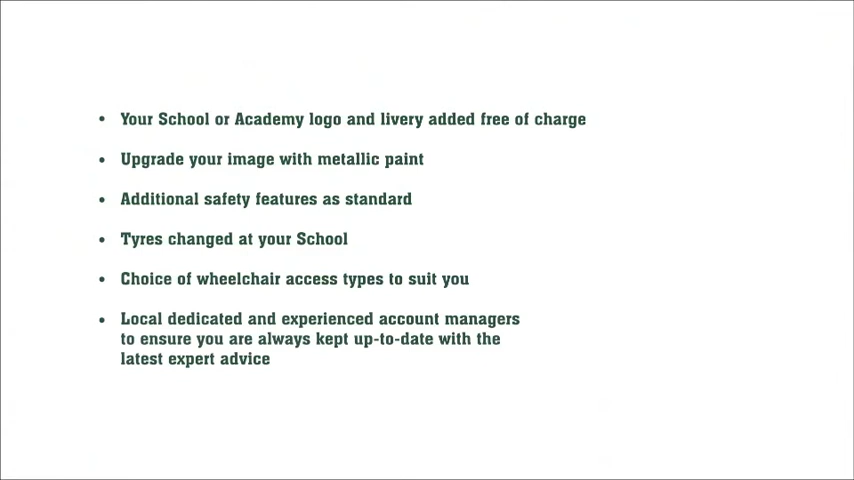 • Your School or Academy logo and livery added free of charge
• Upgrade your image with metallic paint
• Additional safety features as standard
• Tyres changed at your School
• Choice of wheelchair access types to suit you
• Local dedicated and experienced account managers
to ensure you are always kept up-to-date with the
latest expert advice